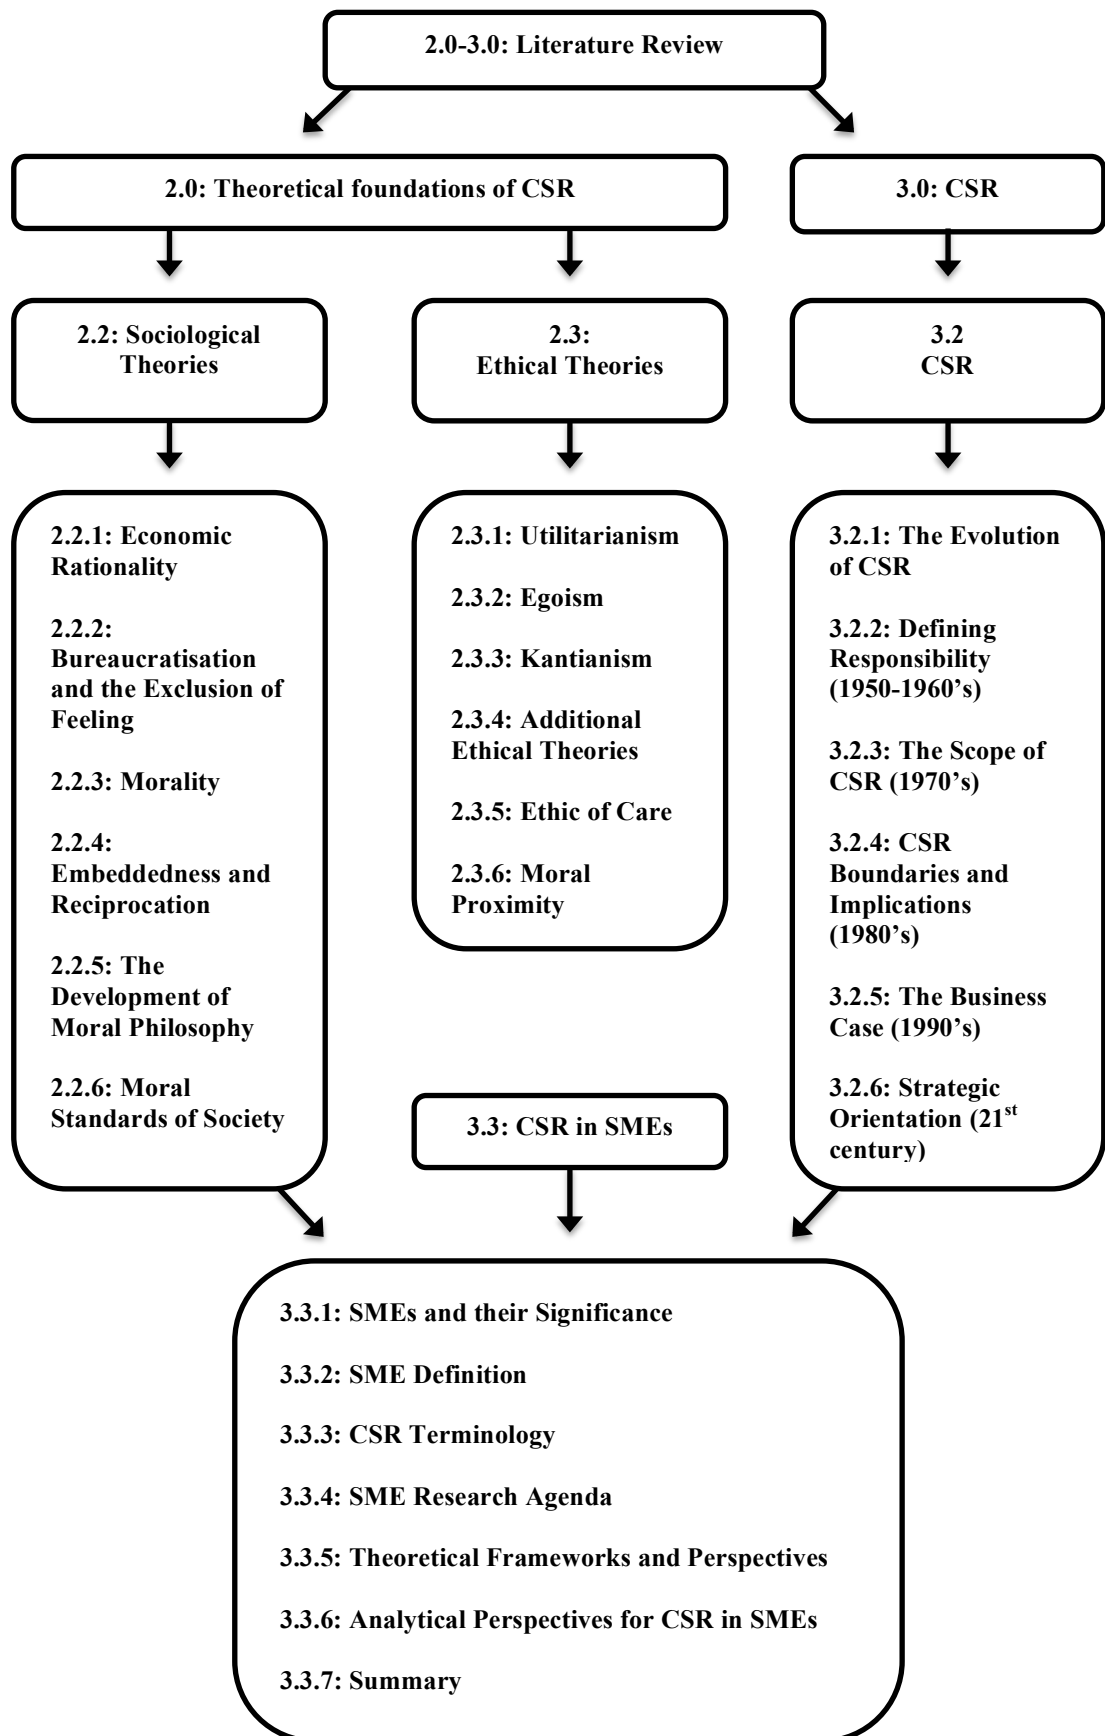 2.0-3.0: Literature Review
2.0: Theoretical foundations of CSR
3.0: CSR
2.2: Sociological
Theories
2.3:
Ethical Theories
3.2
CSR
2.2.1: Economic
Rationality
2.2.2:
Bureaucratisation
and the Exclusion of
Feeling
2.2.3: Morality
2.2.4:
Embeddedness and
Reciprocation
2.2.5: The
Development of
Moral Philosophy
2.2.6: Moral
Standards of Society
2.3.1: Utilitarianism
2.3.2: Egoism
2.3.3: Kantianism
2.3.4: Additional
Ethical Theories
2.3.5: Ethic of Care
2.3.6: Moral
Proximity
3.2.1: The Evolution
of CSR
3.2.2: Defining
Responsibility
(1950-1960’s)
3.2.3: The Scope of
CSR (1970’s)
3.2.4: CSR
Boundaries and
Implications
(1980’s)
3.2.5: The Business
Case (1990’s)
3.2.6: Strategic
Orientation (21st
century)
3.3: CSR in SMEs
3.3.1: SMEs and their Significance
3.3.2: SME Definition
3.3.3: CSR Terminology
3.3.4: SME Research Agenda
3.3.5: Theoretical Frameworks and Perspectives
3.3.6: Analytical Perspectives for CSR in SMEs
3.3.7: Summary